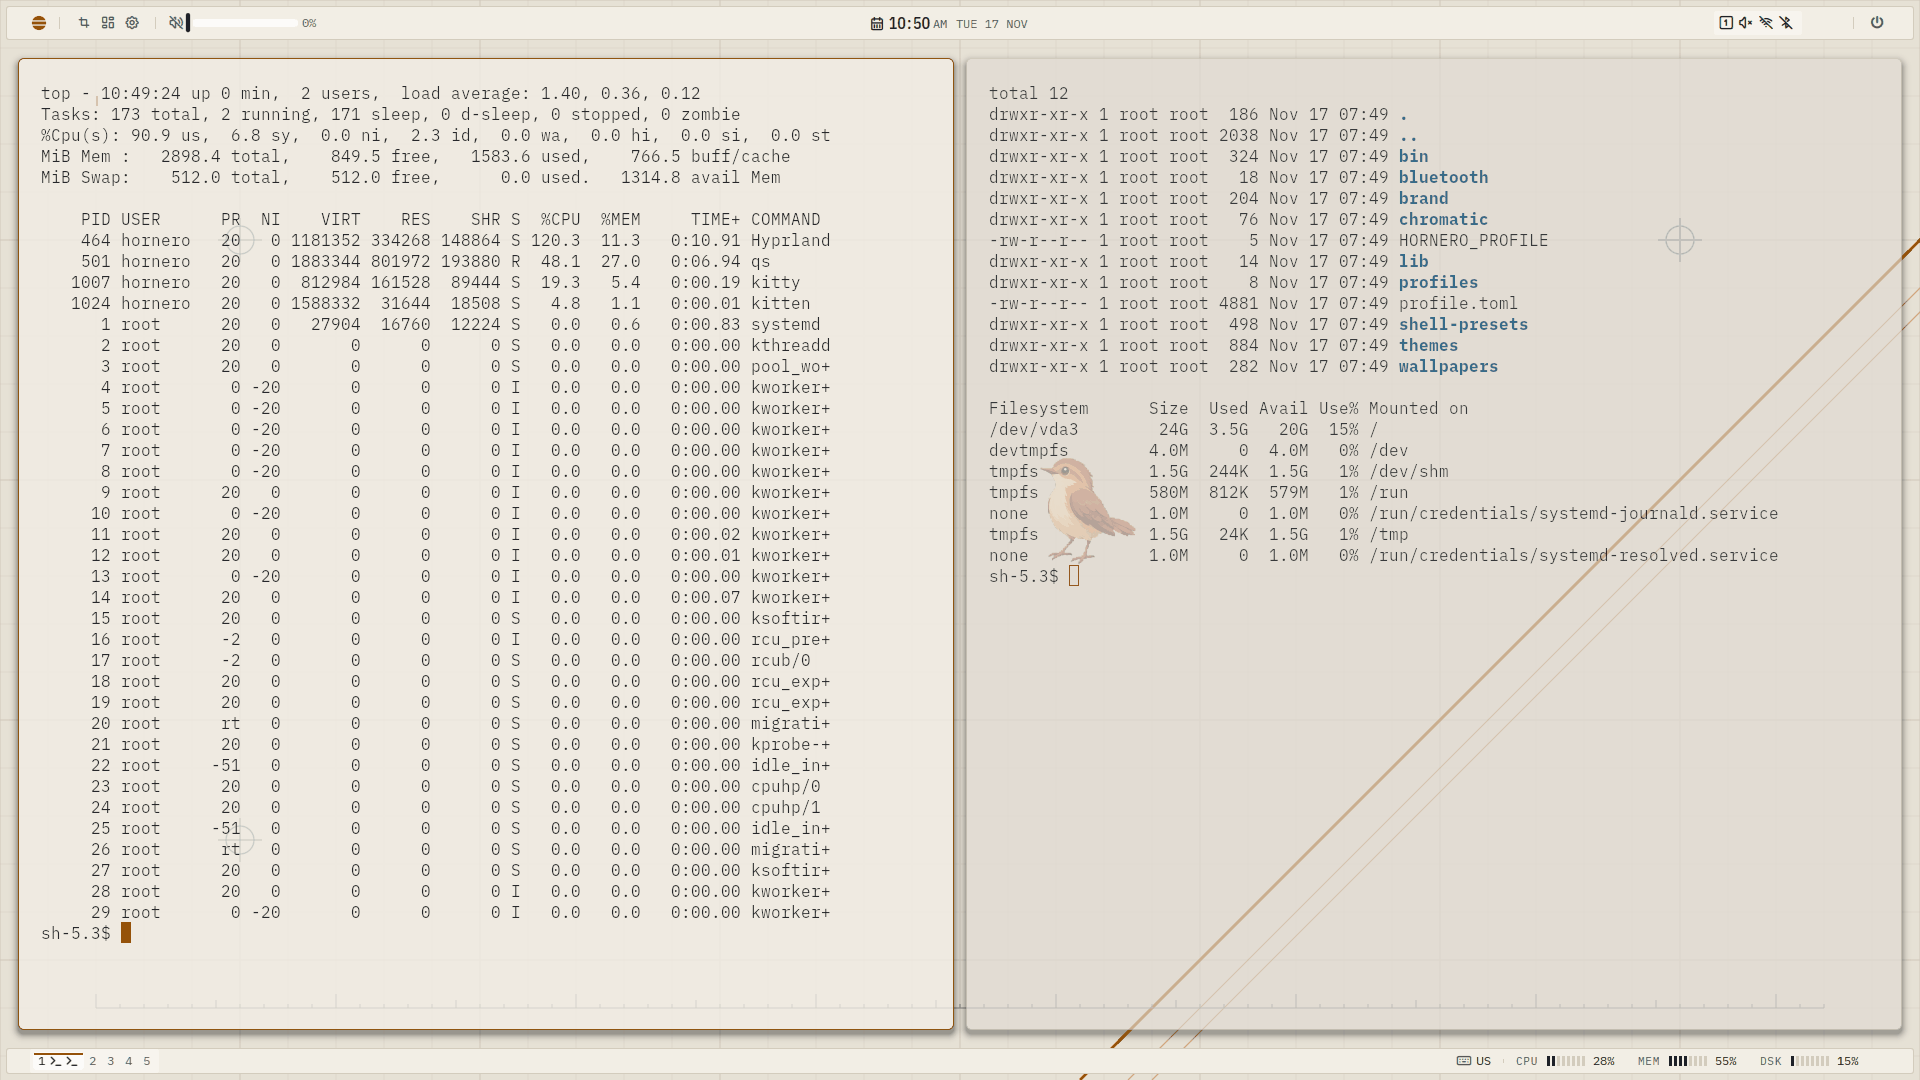 0%
10:50 AM TUE 17 NOV
1
top - 10:49:24 up 0 min,  2 users,  load average: 1.40, 0.36, 0.12
Tasks: 173 total, 2 running, 171 sleep, 0 d-sleep, 0 stopped, 0 zombie
%Cpu(s): 90.9 us,  6.8 sy,  0.0 ni,  2.3 id,  0.0 wa,  0.0 hi,  0.0 si,  0.0 st
MiB Mem :   2898.4 total,    849.5 free,   1583.6 used,    766.5 buff/cache
MiB Swap:    512.0 total,    512.0 free,      0.0 used.   1314.8 avail Mem
PID USER      PR  NI    VIRT    RES    SHR S  %CPU  %MEM     TIME+ COMMAND
464 hornero   20   0 1181352 334268 148864 S 120.3  11.3   0:10.91 Hyprland
501 hornero   20   0 1883344 801972 193880 R  48.1  27.0   0:06.94 qs
1007 hornero   20   0  812984 161528  89444 S  19.3   5.4   0:00.19 kitty
1024 hornero   20   0 1588332  31644  18508 S   4.8   1.1   0:00.01 kitten
1 root      20   0   27904  16760  12224 S   0.0   0.6   0:00.83 systemd
2 root      20   0       0      0      0 S   0.0   0.0   0:00.00 kthreadd
3 root      20   0       0      0      0 S   0.0   0.0   0:00.00 pool_wo+
4 root       0 -20       0      0      0 I   0.0   0.0   0:00.00 kworker+
5 root       0 -20       0      0      0 I   0.0   0.0   0:00.00 kworker+
6 root       0 -20       0      0      0 I   0.0   0.0   0:00.00 kworker+
7 root       0 -20       0      0      0 I   0.0   0.0   0:00.00 kworker+
8 root       0 -20       0      0      0 I   0.0   0.0   0:00.00 kworker+
9 root      20   0       0      0      0 I   0.0   0.0   0:00.00 kworker+
10 root       0 -20       0      0      0 I   0.0   0.0   0:00.00 kworker+
11 root      20   0       0      0      0 I   0.0   0.0   0:00.02 kworker+
12 root      20   0       0      0      0 I   0.0   0.0   0:00.01 kworker+
13 root       0 -20       0      0      0 I   0.0   0.0   0:00.00 kworker+
14 root      20   0       0      0      0 I   0.0   0.0   0:00.07 kworker+
15 root      20   0       0      0      0 S   0.0   0.0   0:00.00 ksoftir+
16 root      -2   0       0      0      0 I   0.0   0.0   0:00.00 rcu_pre+
17 root      -2   0       0      0      0 S   0.0   0.0   0:00.00 rcub/0
18 root      20   0       0      0      0 S   0.0   0.0   0:00.00 rcu_exp+
19 root      20   0       0      0      0 S   0.0   0.0   0:00.00 rcu_exp+
20 root      rt   0       0      0      0 S   0.0   0.0   0:00.00 migrati+
21 root      20   0       0      0      0 S   0.0   0.0   0:00.00 kprobe-+
22 root     -51   0       0      0      0 S   0.0   0.0   0:00.00 idle_in+
23 root      20   0       0      0      0 S   0.0   0.0   0:00.00 cpuhp/0
24 root      20   0       0      0      0 S   0.0   0.0   0:00.00 cpuhp/1
25 root     -51   0       0      0      0 S   0.0   0.0   0:00.00 idle_in+
26 root      rt   0       0      0      0 S   0.0   0.0   0:00.00 migrati+
27 root      20   0       0      0      0 S   0.0   0.0   0:00.00 ksoftir+
28 root      20   0       0      0      0 I   0.0   0.0   0:00.00 kworker+
29 root       0 -20       0      0      0 I   0.0   0.0   0:00.00 kworker+
sh-5.3$
total 12
drwxr-xr-x 1 root root  186 Nov 17 07:49 .
drwxr-xr-x 1 root root 2038 Nov 17 07:49 ..
drwxr-xr-x 1 root root  324 Nov 17 07:49 bin
drwxr-xr-x 1 root root   18 Nov 17 07:49 bluetooth
drwxr-xr-x 1 root root  204 Nov 17 07:49 brand
drwxr-xr-x 1 root root   76 Nov 17 07:49 chromatic
-rw-r--r-- 1 root root    5 Nov 17 07:49 HORNERO_PROFILE
drwxr-xr-x 1 root root   14 Nov 17 07:49 lib
drwxr-xr-x 1 root root    8 Nov 17 07:49 profiles
-rw-r--r-- 1 root root 4881 Nov 17 07:49 profile.toml
drwxr-xr-x 1 root root  498 Nov 17 07:49 shell-presets
drwxr-xr-x 1 root root  884 Nov 17 07:49 themes
drwxr-xr-x 1 root root  282 Nov 17 07:49 wallpapers
Filesystem      Size  Used Avail Use% Mounted on
/dev/vda3        24G  3.5G   20G  15% /
devtmpfs        4.0M     0  4.0M   0% /dev
tmpfs           1.5G  244K  1.5G   1% /dev/shm
tmpfs           580M  812K  579M   1% /run
none            1.0M     0  1.0M   0% /run/credentials/systemd-journald.service
tmpfs           1.5G   24K  1.5G   1% /tmp
none            1.0M     0  1.0M   0% /run/credentials/systemd-resolved.service
sh-5.3$
1 2 3 4 5
US CPU 28% MEM 55% DSK 15%